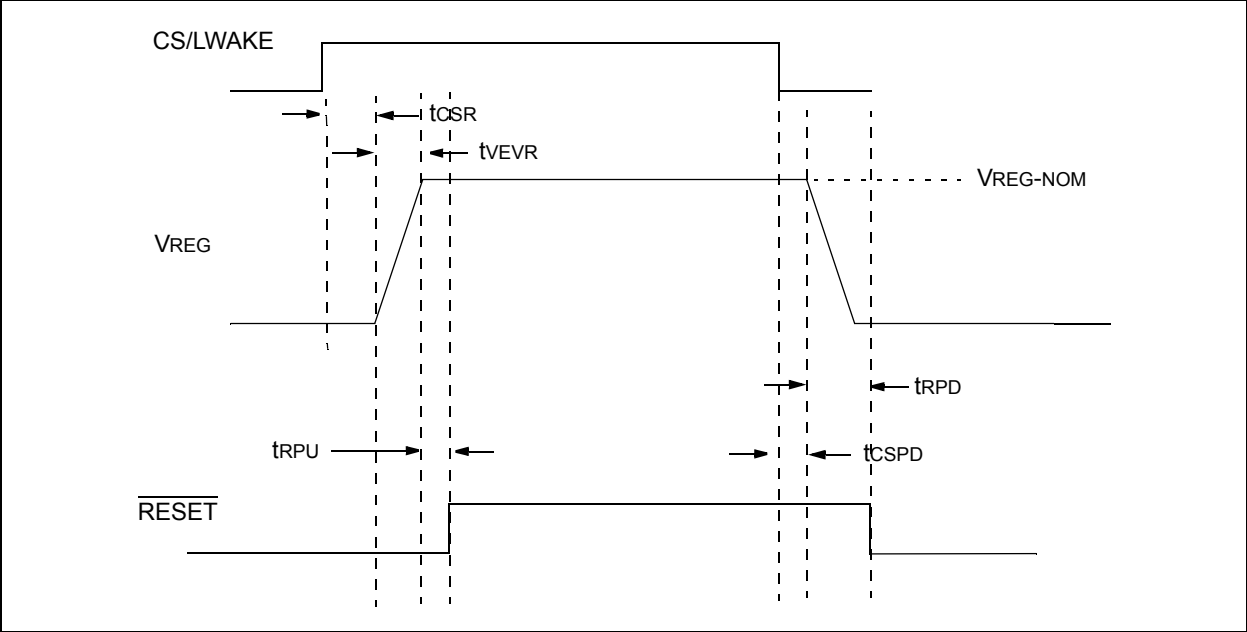 CS/LWAKE
tCSR
tVEVR
VREG-NOM
VREG
tRPD
tRPU
tCSPD
RESET